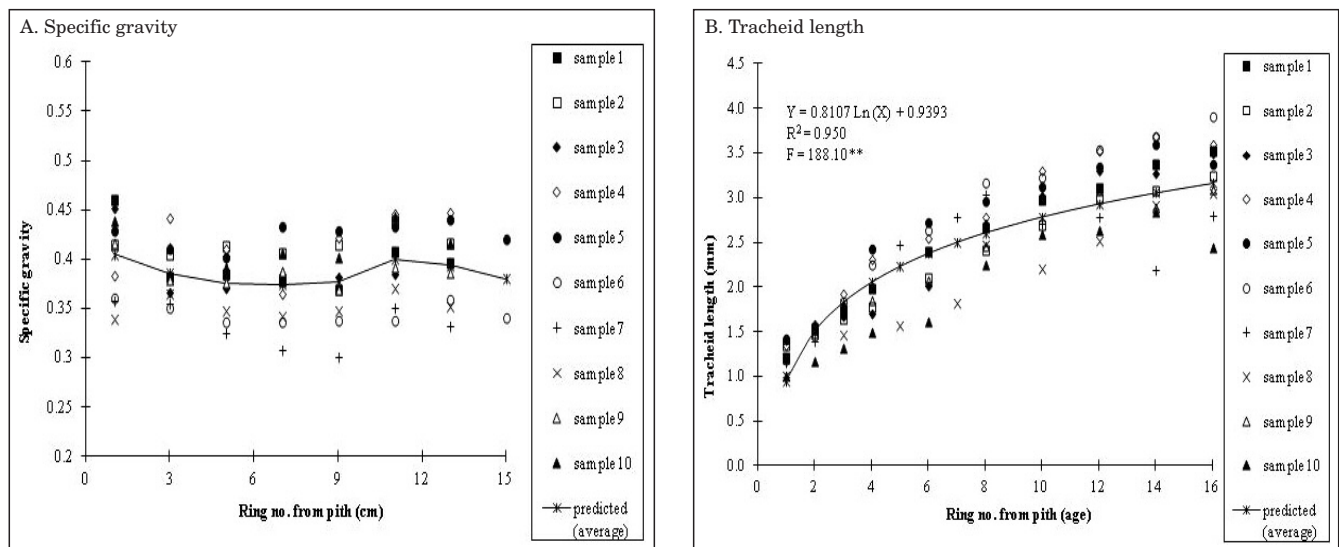 A. Specific gravity
0.6
0.55
0.5
0.45
0.4
0.35
0.3
0.25
0.2
Specific gravity
0
3
6
9
12
15
Ring no. from pith (cm)
sample 1
sample 2
sample 3
sample 4
sample 5
sample 6
sample 7
sample 8
sample 9
sample 10
predicted
(average)
B. Tracheid length
4.5
4.0
3.5
3.0
2.5
2.0
1.5
1.0
0.5
0.0
Tracheid length (mm)
Y = 0.8107 Ln (X) + 0.9393
R² = 0.950
F = 188.10**
0
2
4
6
8
10
12
14
16
Ring no. from pith (age)
sample 1
sample 2
sample 3
sample 4
sample 5
sample 6
sample 7
sample 8
sample 9
sample 10
predicted
(average)